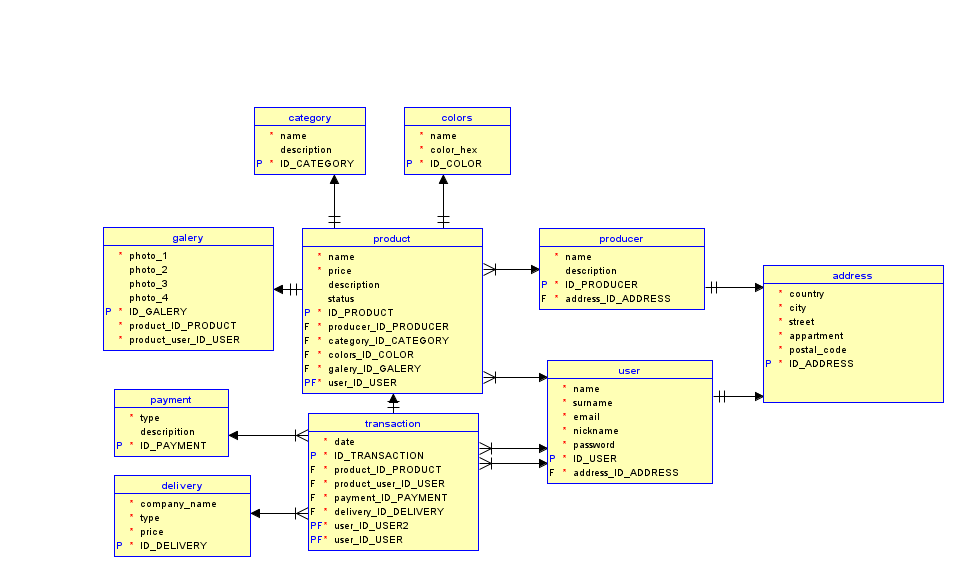 category
* name
description
P * ID_CATEGORY
colors
* name
* color_hex
P * ID_COLOR
galery
* photo_1
photo_2
photo_3
photo_4
P * ID_GALERY
* product_ID_PRODUCT
* product_user_ID_USER
product
* name
* price
description
status
P * ID_PRODUCT
F * producer_ID_PRODUCER
F * category_ID_CATEGORY
F * colors_ID_COLOR
F * galery_ID_GALERY
PF* user_ID_USER
producer
* name
description
P * ID_PRODUCER
F * address_ID_ADDRESS
address
* country
* city
* street
* appartment
* postal_code
P * ID_ADDRESS
user
* name
* surname
* email
* nickname
* password
P * ID_USER
F * address_ID_ADDRESS
payment
* type
descripition
P * ID_PAYMENT
transaction
* date
P * ID_TRANSACTION
F * product_ID_PRODUCT
F * product_user_ID_USER
F * payment_ID_PAYMENT
F * delivery_ID_DELIVERY
PF* user_ID_USER2
PF* user_ID_USER
delivery
* company_name
* type
* price
P * ID_DELIVERY